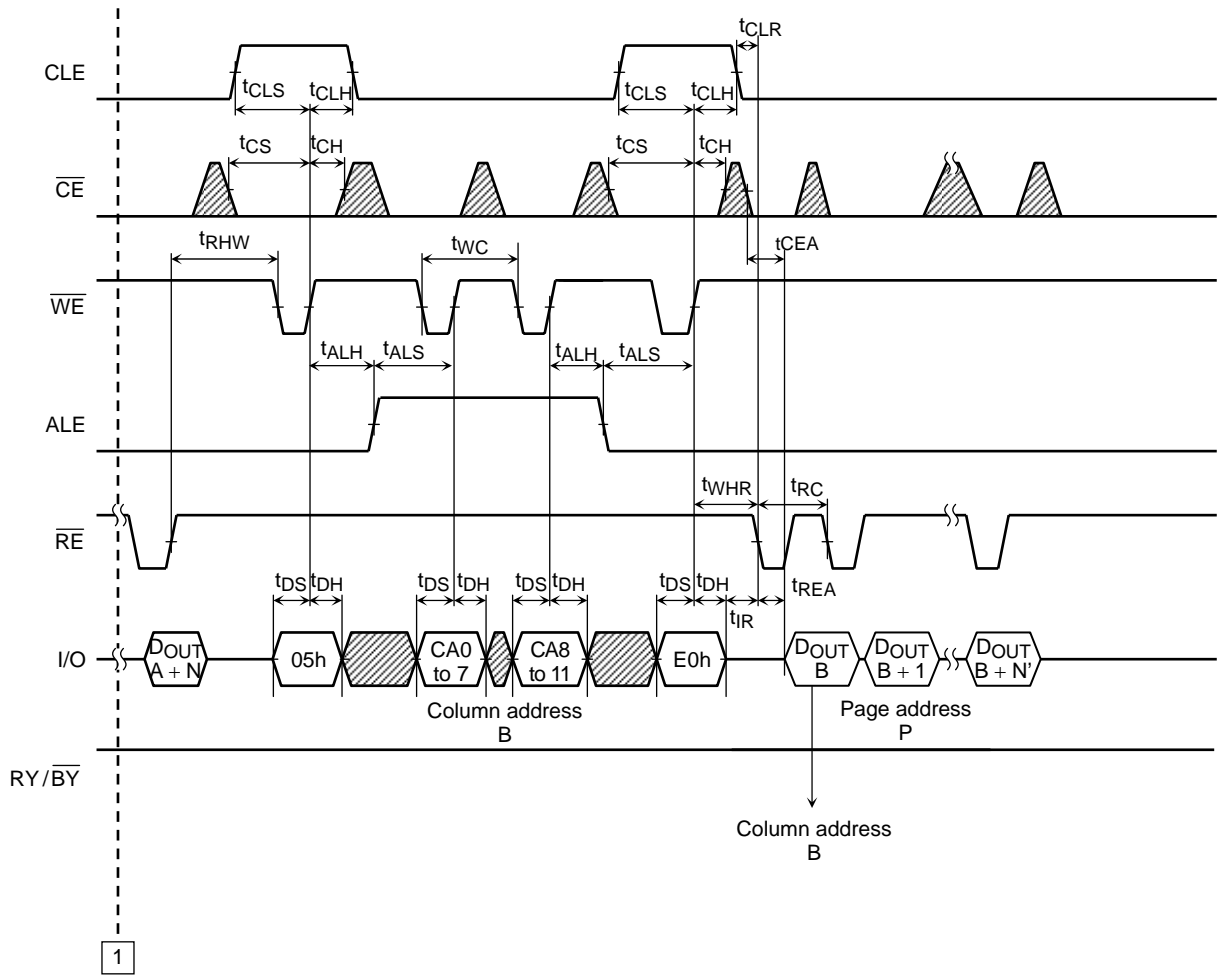 tCLR
CLE
tCLS tCLH tCLS tCLH
tCS tCH tCS tCH
CE
tRHW tWC tCEA
WE
tALH tALS tALH tALS
ALE
tWHR tRC
RE
tDS tDH tDS tDH tDS tDH tDS tDH tREA
tIR
I/O
DOUT
A + N
05h
CA0
to 7
CA8
to 11
E0h
DOUT
B
DOUT
B + 1
DOUT
B + N'
Column address
B
Page address
P
RY/BY
Column address
B
1